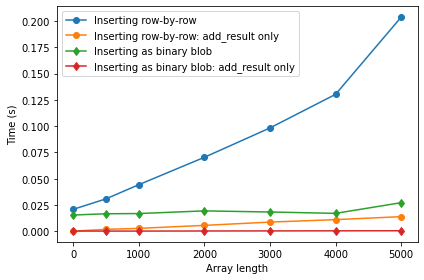 Inserting row-by-row
Inserting row-by-row: add_result only
Inserting as binary blob
Inserting as binary blob: add_result only
Time (s)
0.200
0.175
0.150
0.125
0.100
0.075
0.050
0.025
0.000
0 1000 2000 3000 4000 5000
Array length